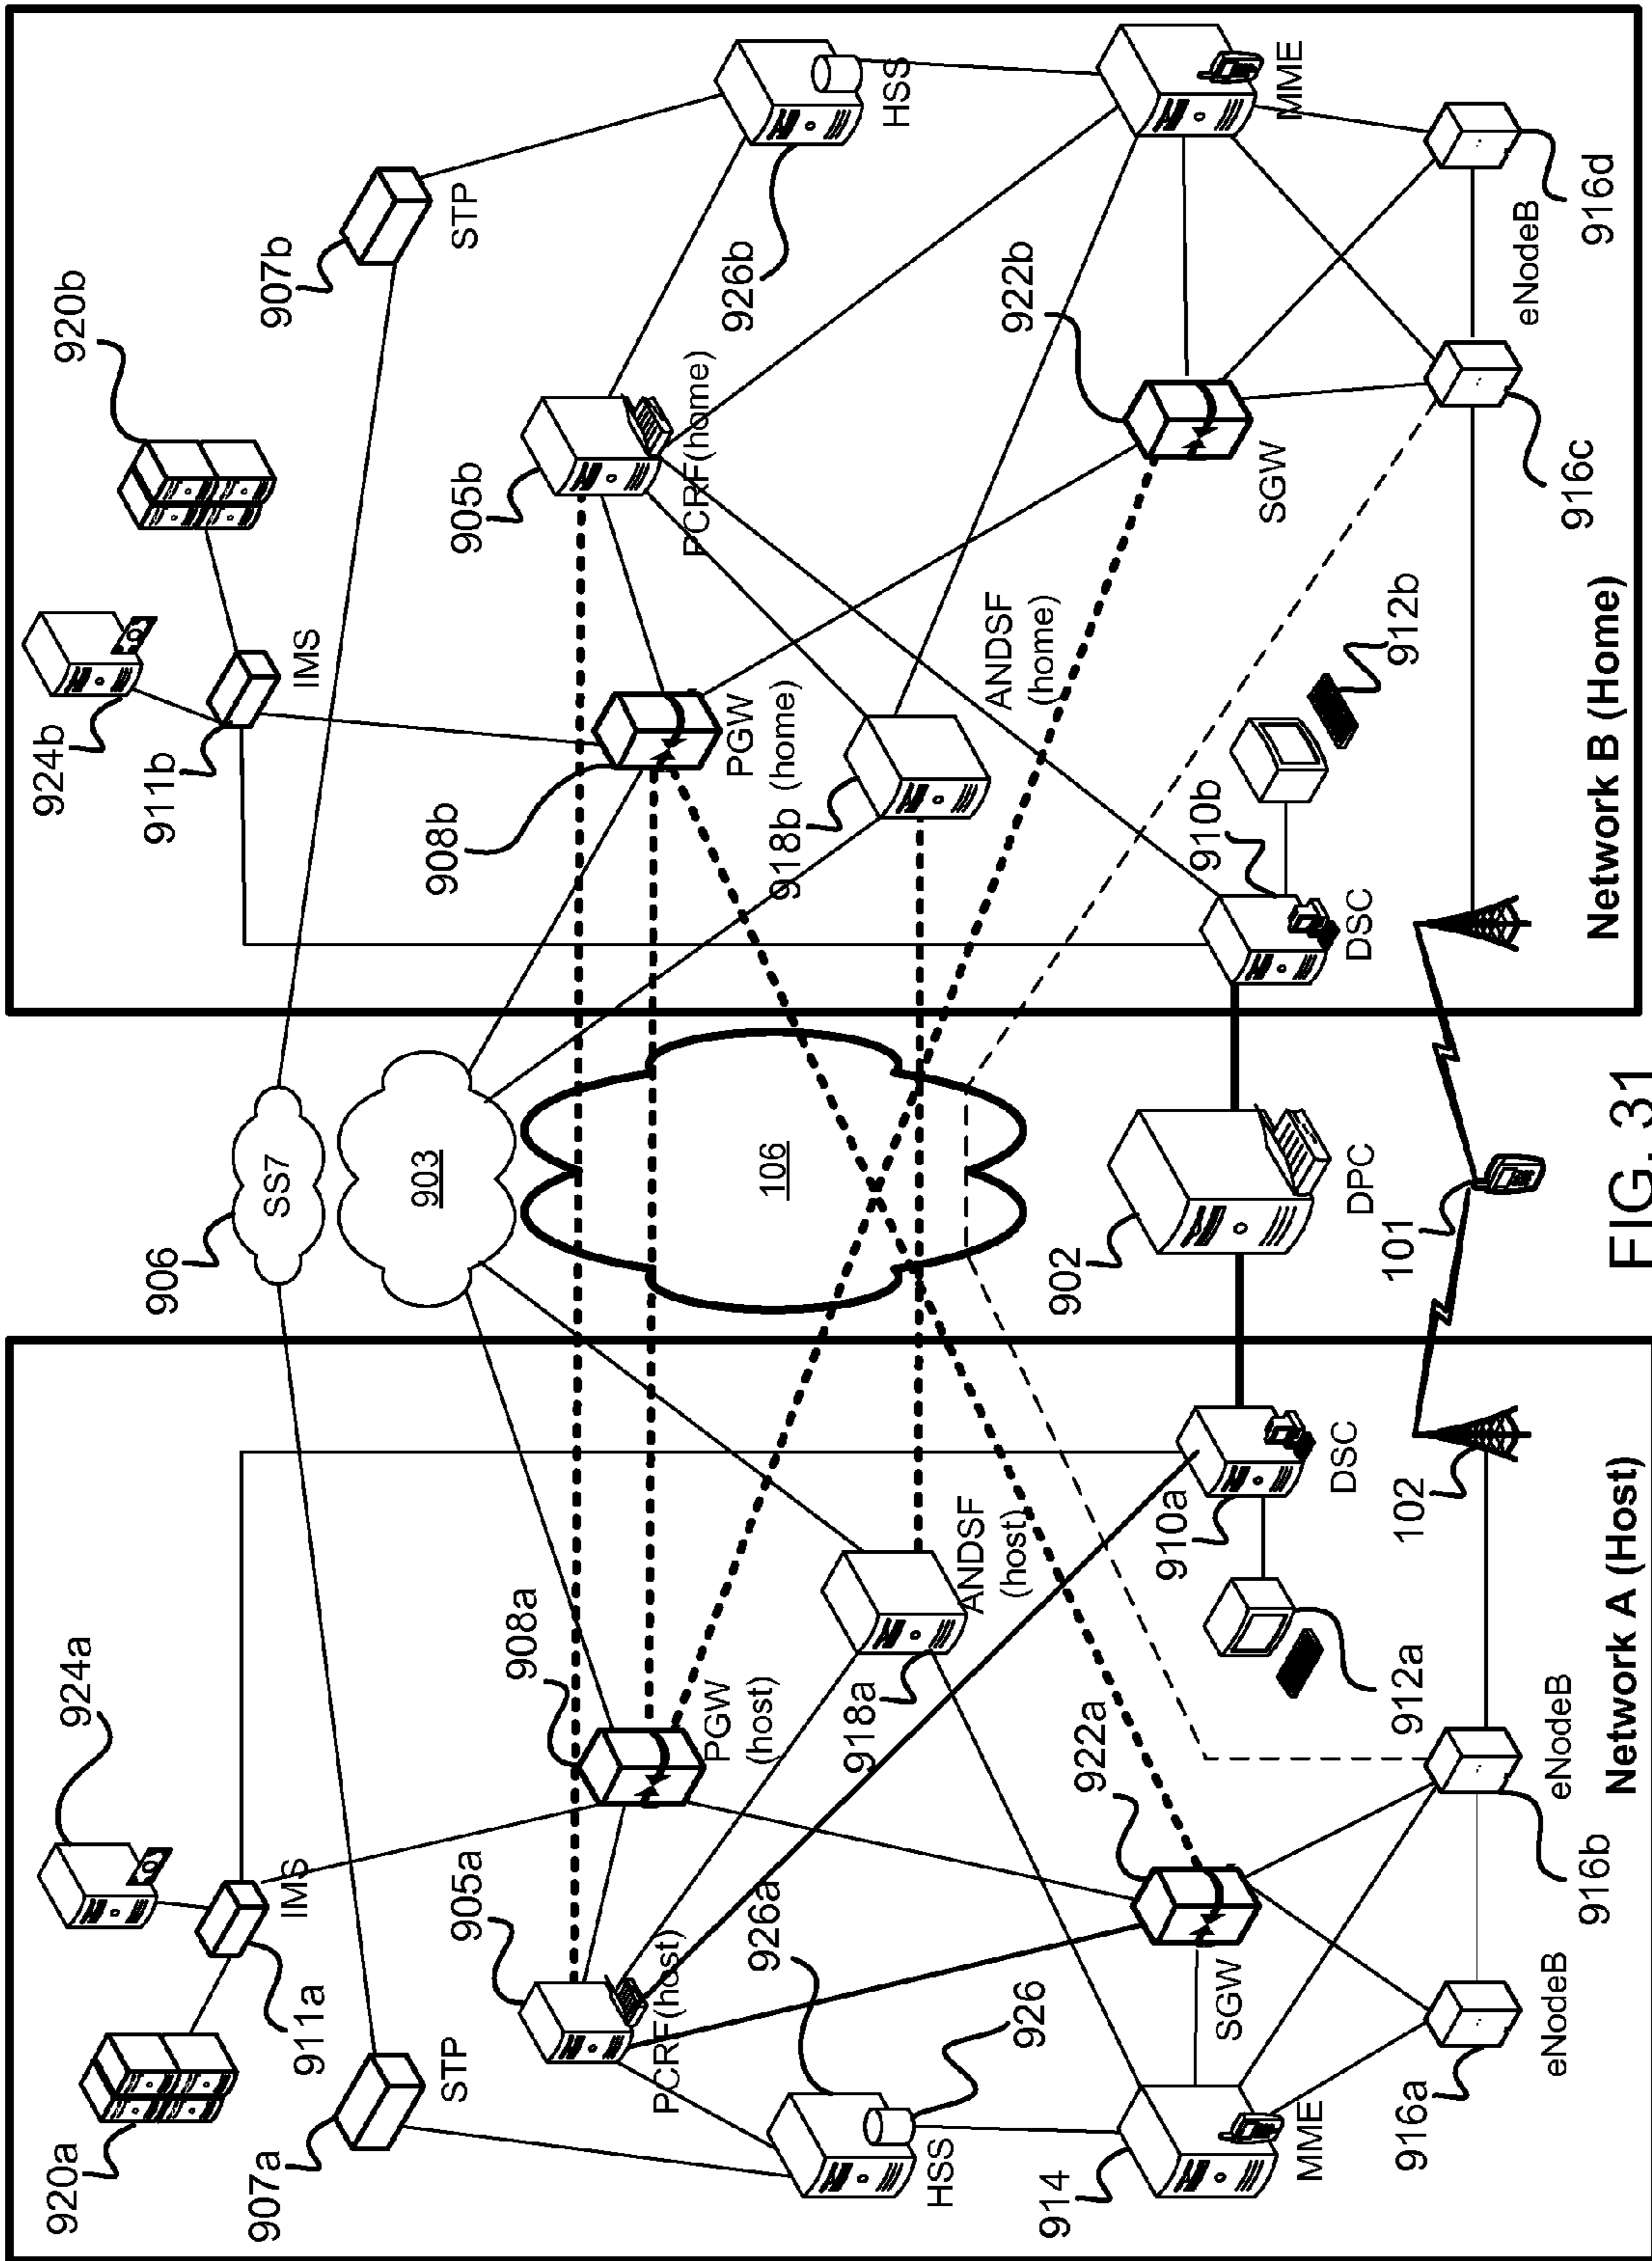 920a
924a
911a
IMS
907a
STP
905a
PCRF(host)
908a
PGW
(host)
926a
926
HSS
918a
ANDSF
(host)
914
MME
922a
SGW
910a
DSC
912a
916a
eNodeB
916b
eNodeB
102
Network A (Host)
906
SS7
903
106
902
DPC
101
FIG. 31
924b
920b
911b
IMS
907b
STP
905b
PCRF(home)
908b
PGW
(home)
926b
HSS
918b
ANDSF
(home)
922b
SGW
MME
910b
DSC
912b
916c
eNodeB
916d
Network B (Home)